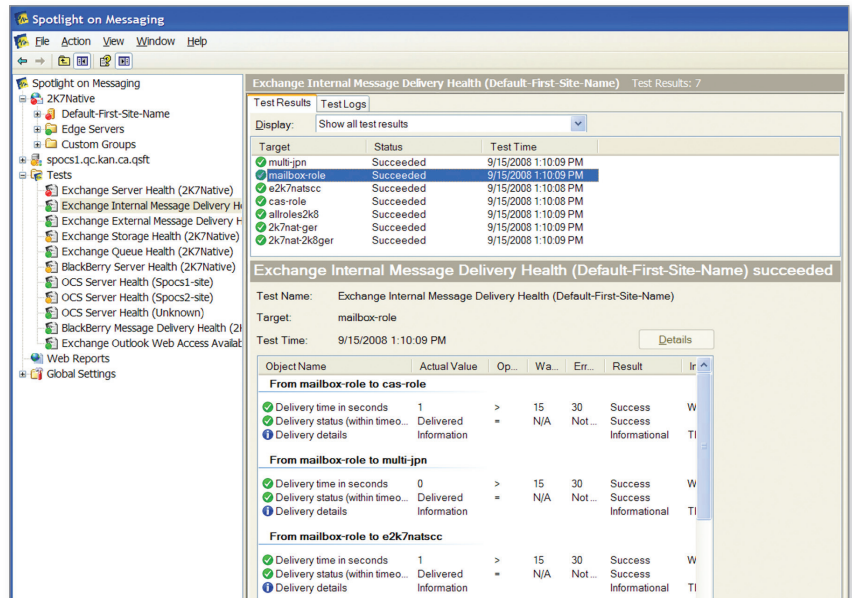 Spotlight on Messaging
File Action View Window Help
Spotlight on Messaging
2K7Native
Default-First-Site-Name
Edge Servers
Custom Groups
spocs1.qc.kan.ca.qsft
Tests
Exchange Server Health (2K7Native)
Exchange Internal Message Delivery He
Exchange External Message Delivery H
Exchange Storage Health (2K7Native)
Exchange Queue Health (2K7Native)
BlackBerry Server Health (2K7Native)
OCS Server Health (Spocs1-site)
OCS Server Health (Spocs2-site)
OCS Server Health (Unknown)
BlackBerry Message Delivery Health (2K
Exchange Outlook Web Access Availab
Web Reports
Global Settings
Exchange Internal Message Delivery Health (Default-First-Site-Name) Test Results: 7
Test Results Test Logs
Display: Show all test results
Target Status Test Time
multi-jpn Succeeded 9/15/2008 1:10:09 PM
mailbox-role Succeeded 9/15/2008 1:10:09 PM
e2k7natscc Succeeded 9/15/2008 1:10:08 PM
cas-role Succeeded 9/15/2008 1:10:08 PM
allroles2k8 Succeeded 9/15/2008 1:10:09 PM
2k7nat-ger Succeeded 9/15/2008 1:10:09 PM
2k7nat-2k8ger Succeeded 9/15/2008 1:10:09 PM
Exchange Internal Message Delivery Health (Default-First-Site-Name) succeeded
Test Name: Exchange Internal Message Delivery Health (Default-First-Site-Name)
Target: mailbox-role
Test Time: 9/15/2008 1:10:09 PM Details
Object Name Actual Value Op... Wa... Err... Result Ir
From mailbox-role to cas-role
Delivery time in seconds 1 > 15 30 Success W
Delivery status (within timeo... Delivered = N/A Not ... Success
Delivery details Information Informational Tl
From mailbox-role to multi-jpn
Delivery time in seconds 0 > 15 30 Success W
Delivery status (within timeo... Delivered = N/A Not ... Success
Delivery details Information Informational Tl
From mailbox-role to e2k7natscc
Delivery time in seconds 1 > 15 30 Success W
Delivery status (within timeo... Delivered = N/A Not ... Success
Delivery details Information Informational Tl